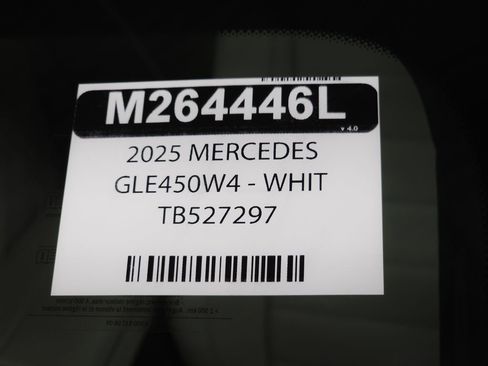 M264446L
v 4.0
2025 MERCEDES
GLE450W4 - WHIT
TB527297